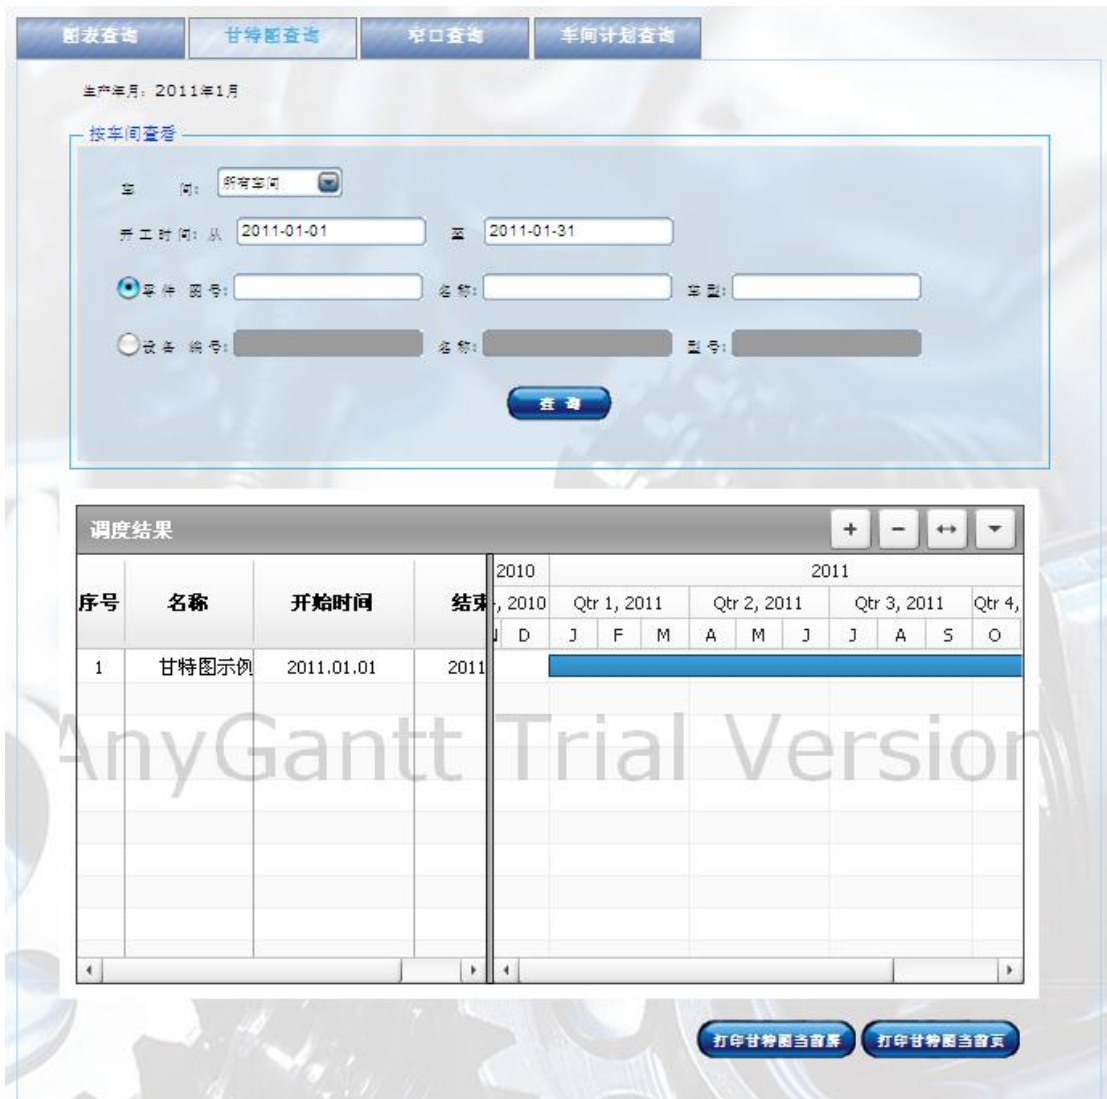 图表查询 甘特图查询 窄口查询 车间计划查询
生产年月: 2011年1月
按车间查看
车 间: 所有车间
开工时间: 从 2011-01-01 至 2011-01-31
零件 图号: 名称: 车型:
设备 编号: 名称: 型号:
查 询
调度结果 + −
2010 2011
序号 名称 开始时间 结束 , 2010 Qtr 1, 2011 Qtr 2, 2011 Qtr 3, 2011 Qtr 4,
D J F M A M J J A S O
1 甘特图示例 2011.01.01 2011
AnyGantt Trial Version
打印甘特图当前屏 打印甘特图当前页